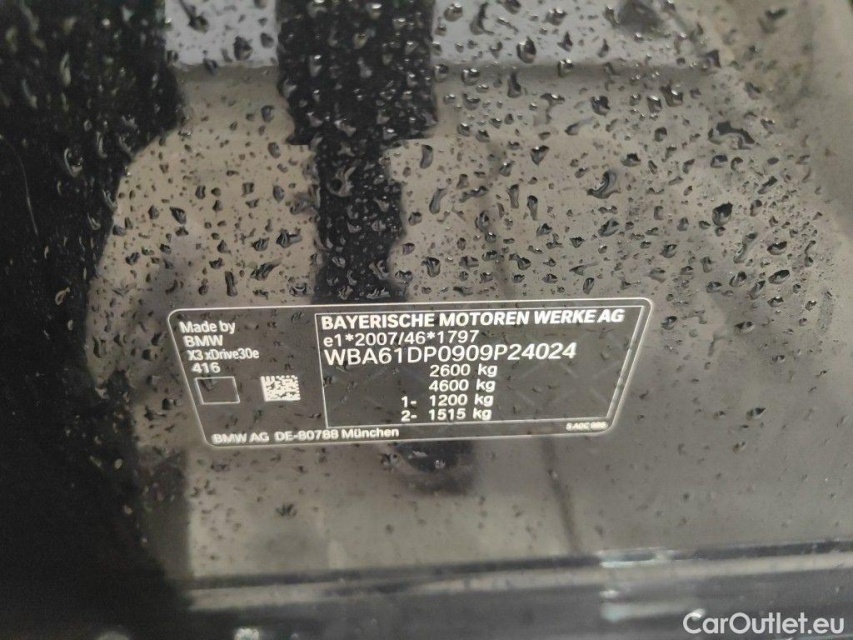 Made by
BMW
X3 xDrive30e
416
BAYERISCHE MOTOREN WERKE AG
e1*2007/46*1797
WBA61DP0909P24024
2600 kg
4600 kg
1- 1200 kg
2- 1515 kg
BMW AG DE-80788 München
CarOutlet.eu